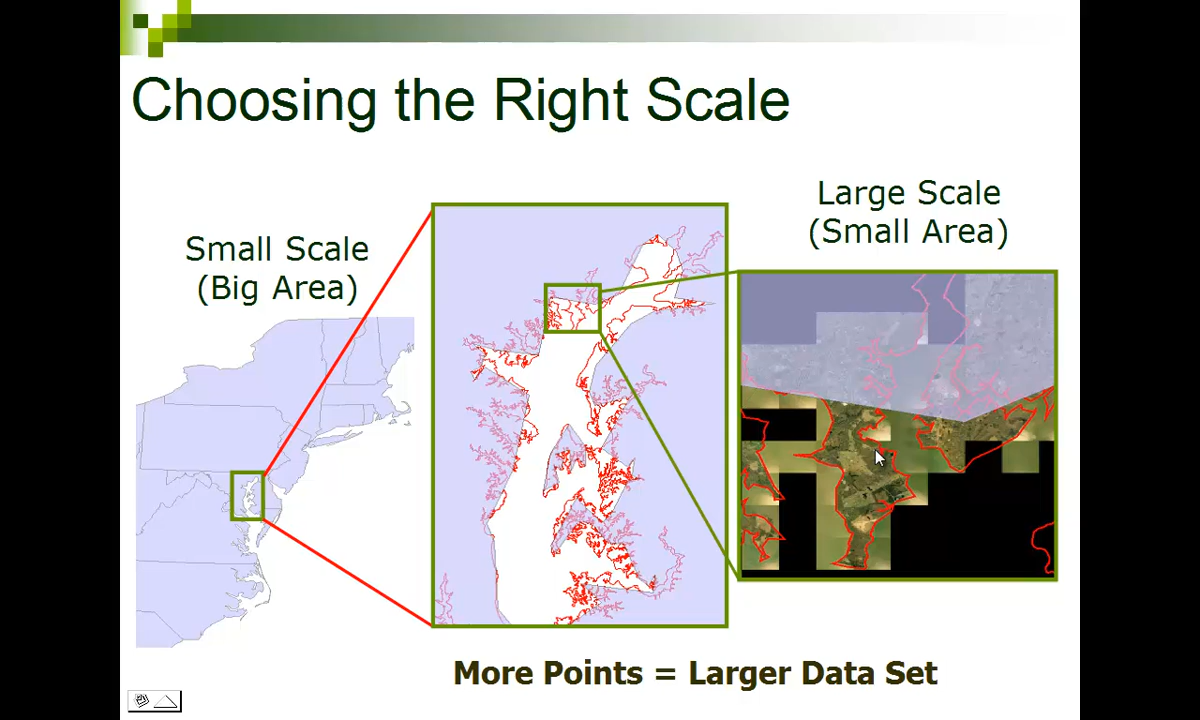 Choosing the Right Scale
Small Scale
(Big Area)
Large Scale
(Small Area)
More Points = Larger Data Set